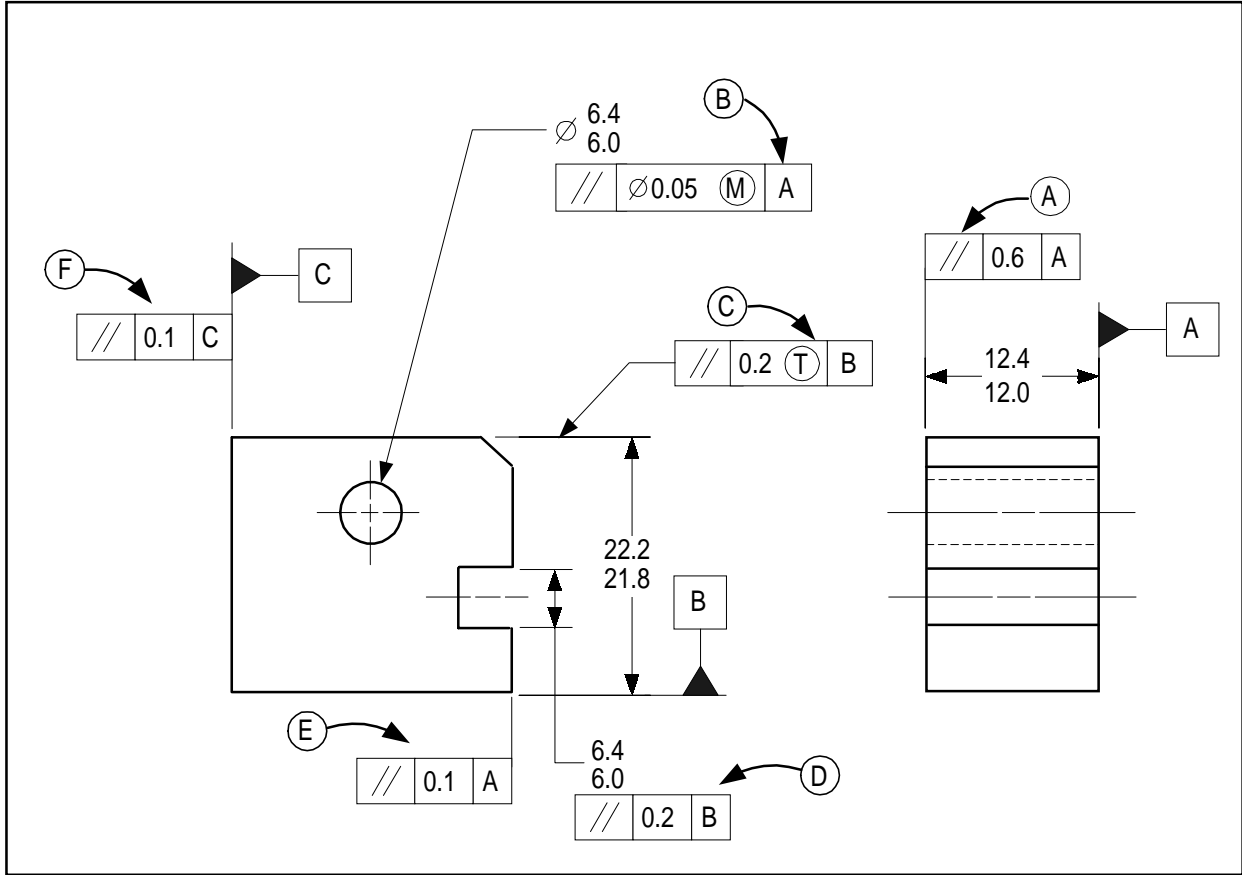 B
⌀ 6.4
6.0
// ⌀0.05 Ⓜ A
A
// 0.6 A
F
C
// 0.1 C
C
// 0.2 Ⓣ B
A
12.4
12.0
22.2
21.8
B
E
// 0.1 A
6.4
6.0
D
// 0.2 B